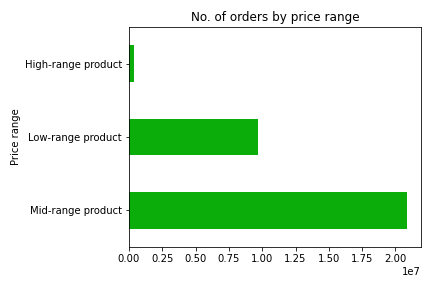 No. of orders by price range
High-range product
Low-range product
Mid-range product
Price range
0.00 0.25 0.50 0.75 1.00 1.25 1.50 1.75 2.00
1e7